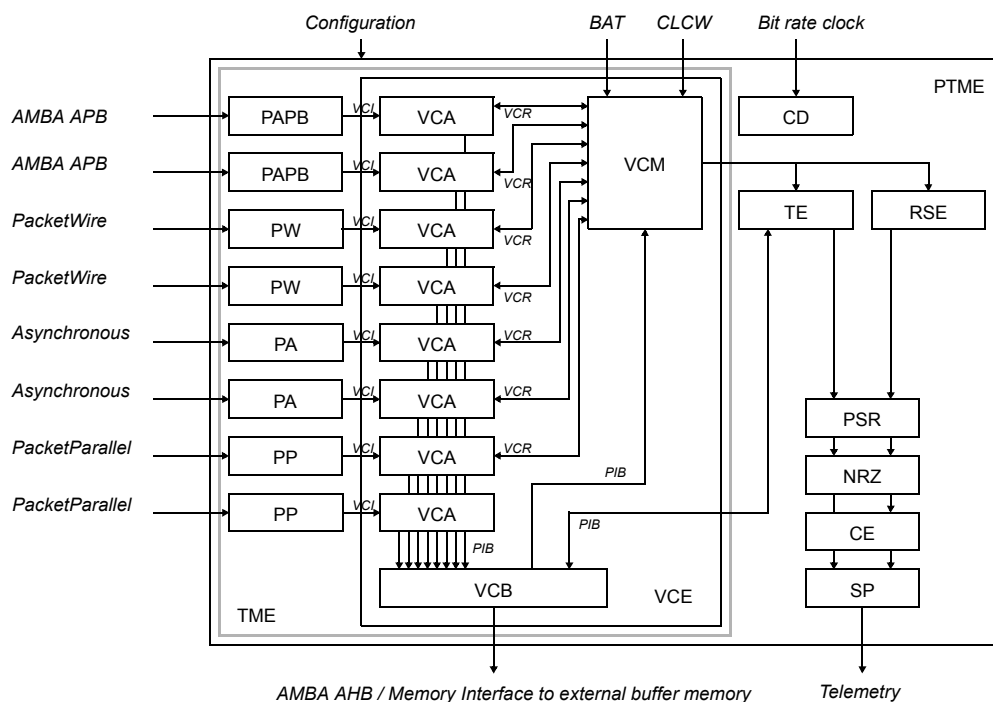 Configuration
BAT
CLCW
Bit rate clock
PTME
AMBA APB
PAPB
VCI
VCA
VCR
VCM
CD
AMBA APB
PAPB
VCI
VCA
VCR
PacketWire
PW
VCI
VCA
VCR
TE
RSE
PacketWire
PW
VCI
VCA
VCR
Asynchronous
PA
VCI
VCA
VCR
Asynchronous
PA
VCI
VCA
VCR
PSR
PacketParallel
PP
VCI
VCA
VCR
PIB
NRZ
PacketParallel
PP
VCI
VCA
PIB
PIB
CE
VCB
SP
TME
VCE
AMBA AHB / Memory Interface to external buffer memory
Telemetry